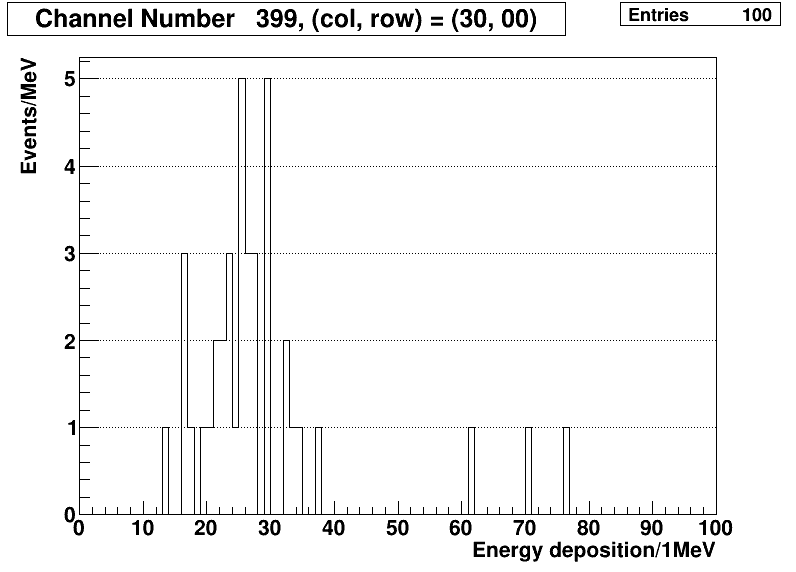 Channel Number 399, (col, row) = (30, 00)
Entries 100
Events/MeV
5
4
3
2
1
0
0 10 20 30 40 50 60 70 80 90 100
Energy deposition/1MeV